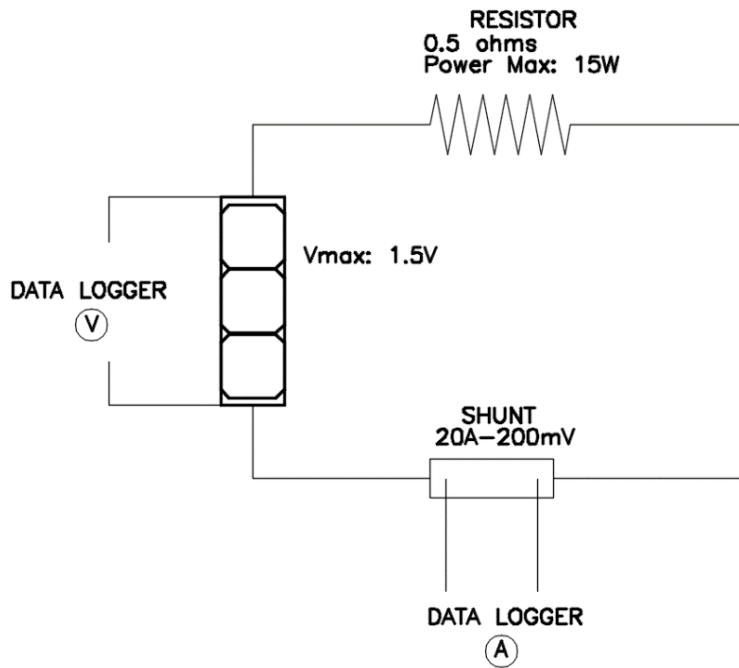 RESISTOR
0.5 ohms
Power Max: 15W
Vmax: 1.5V
DATA LOGGER
V
SHUNT
20A-200mV
DATA LOGGER
A